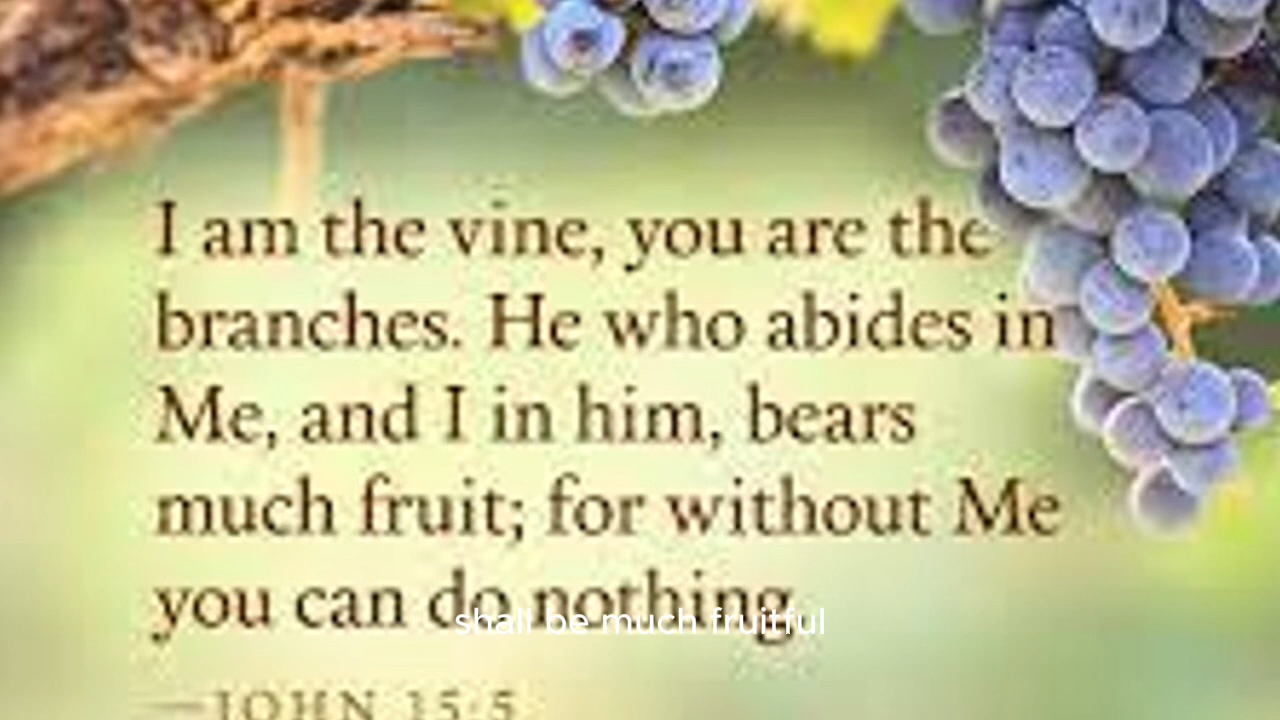 I am the vine, you are the
branches. He who abides in
Me, and I in him, bears
much fruit; for without Me
you can do nothing.
shall be much fruitful
—JOHN 15:5